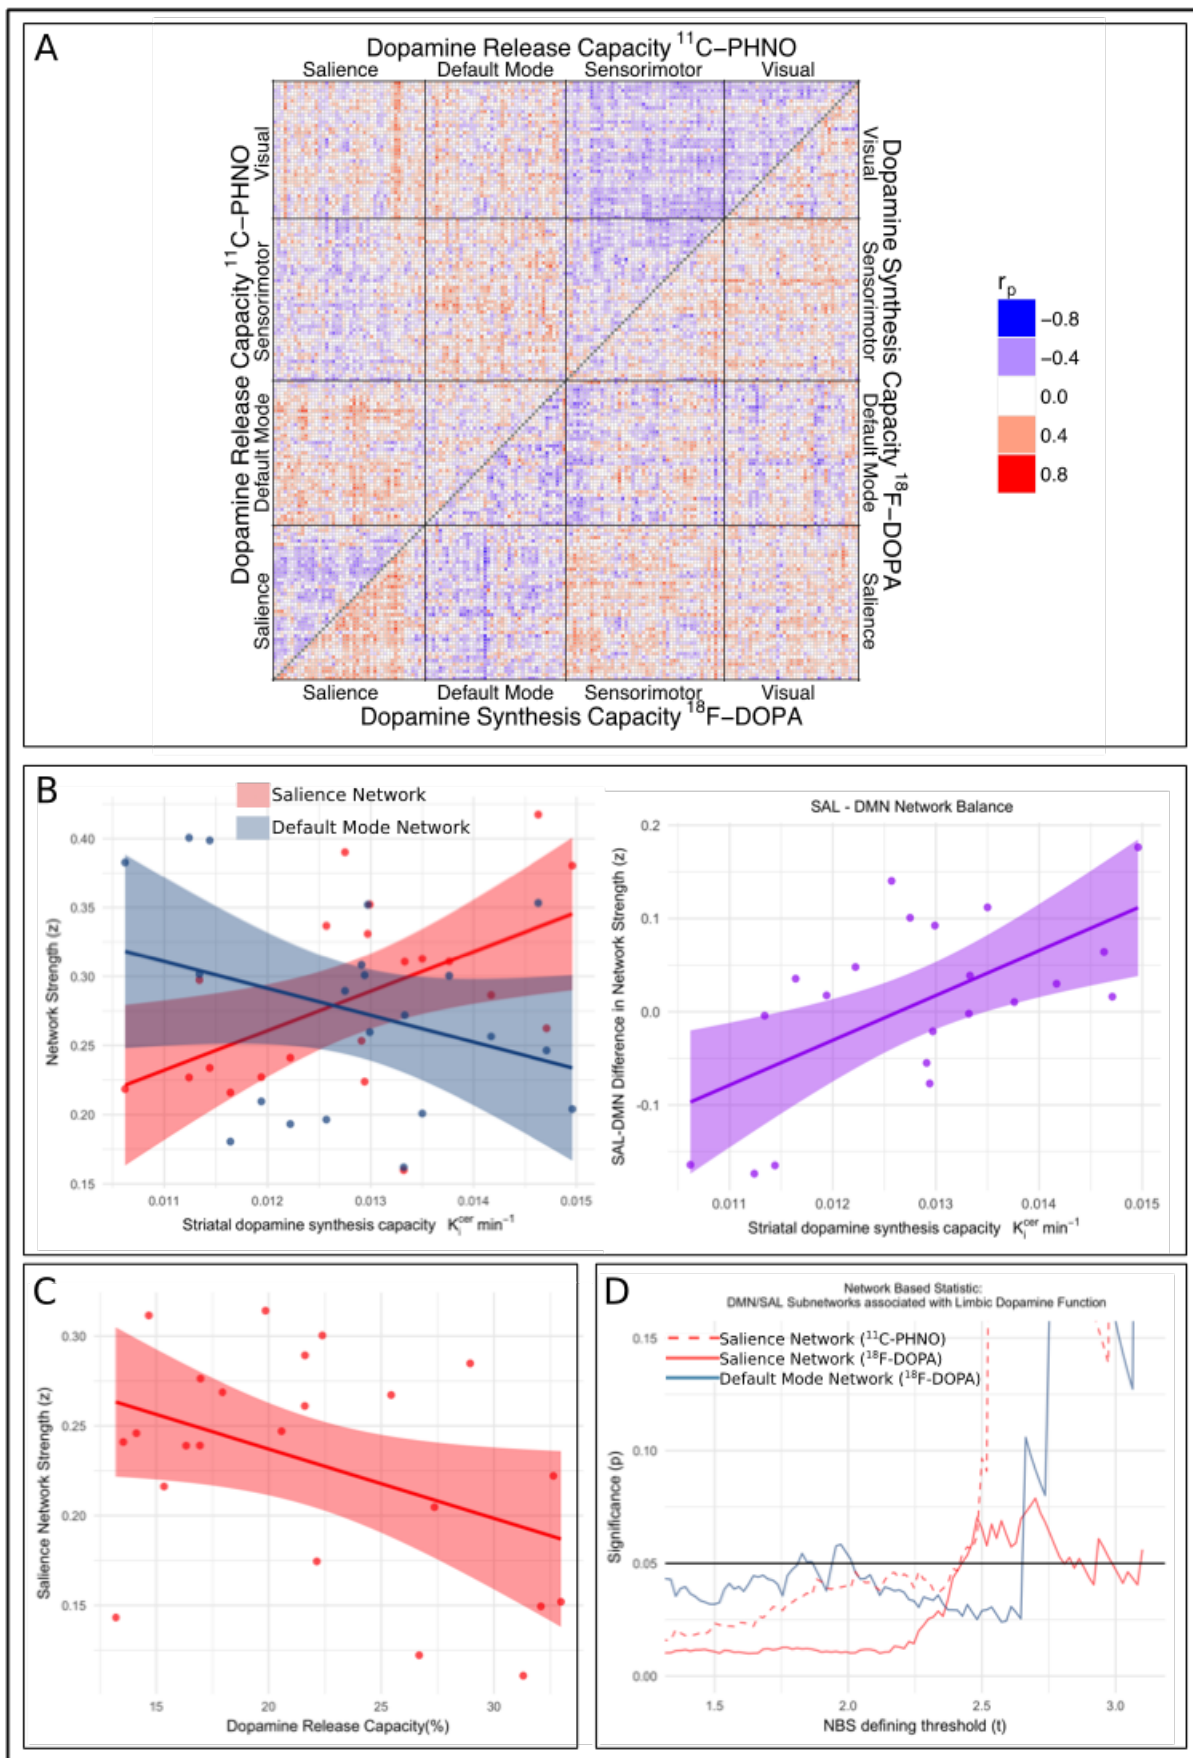 A
Dopamine Release Capacity ¹¹C–PHNO
Salience Default Mode Sensorimotor Visual
Dopamine Release Capacity ¹¹C–PHNO
Visual
Sensorimotor
Default Mode
Salience
Visual
Sensorimotor
Default Mode
Salience
Dopamine Synthesis Capacity ¹⁸F–DOPA
Salience Default Mode Sensorimotor Visual
Dopamine Synthesis Capacity ¹⁸F–DOPA
rₚ
−0.8
−0.4
0.0
0.4
0.8
B
Salience Network
Default Mode Network
Network Strength (z)
0.40
0.35
0.30
0.25
0.20
0.15
0.011 0.012 0.013 0.014 0.015
Striatal dopamine synthesis capacity Kᵢᶜᵉʳ min⁻¹
SAL - DMN Network Balance
SAL-DMN Difference in Network Strength (z)
0.2
0.1
0.0
-0.1
0.011 0.012 0.013 0.014 0.015
Striatal dopamine synthesis capacity Kᵢᶜᵉʳ min⁻¹
C
Salience Network Strength (z)
0.30
0.25
0.20
0.15
15 20 25 30
Dopamine Release Capacity(%)
D
Network Based Statistic:
DMN/SAL Subnetworks associated with Limbic Dopamine Function
Salience Network (¹¹C-PHNO)
Salience Network (¹⁸F-DOPA)
Default Mode Network (¹⁸F-DOPA)
Significance (p)
0.15
0.10
0.05
0.00
1.5 2.0 2.5 3.0
NBS defining threshold (t)